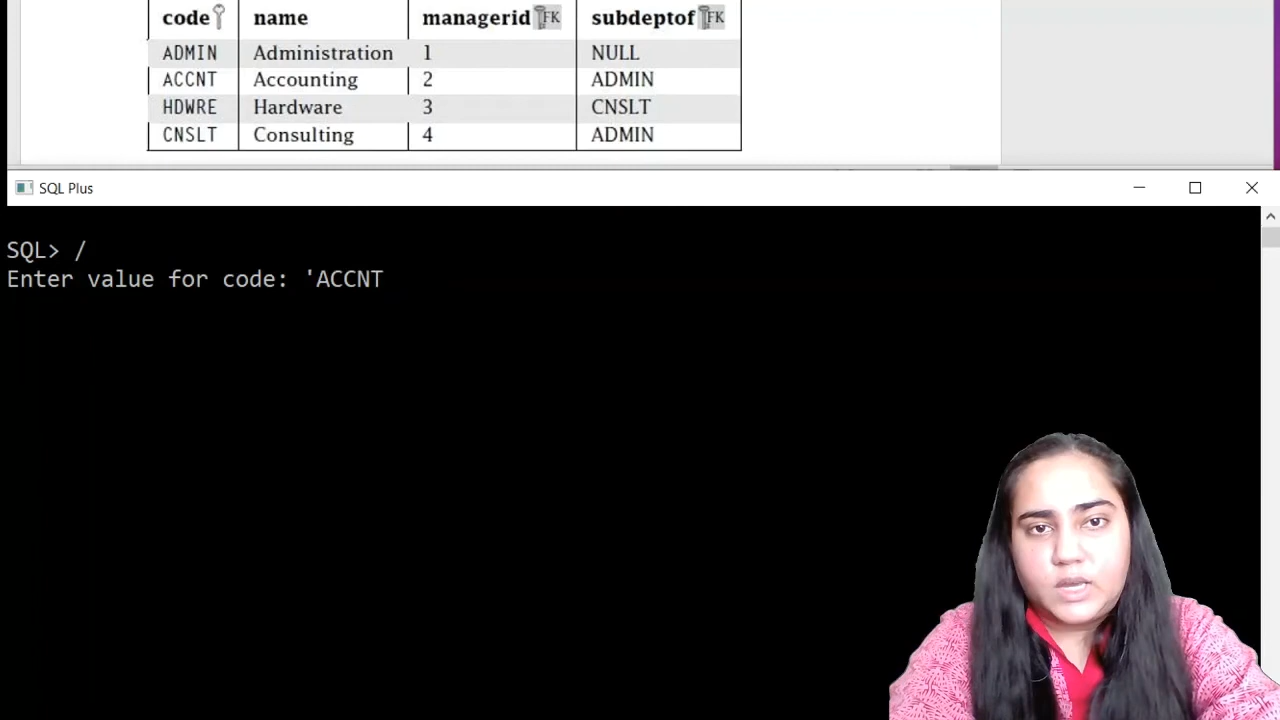 code name managerid FK subdeptof FK
ADMIN Administration 1 NULL
ACCNT Accounting 2 ADMIN
HDWRE Hardware 3 CNSLT
CNSLT Consulting 4 ADMIN
SQL Plus
SQL> /
Enter value for code: 'ACCNT